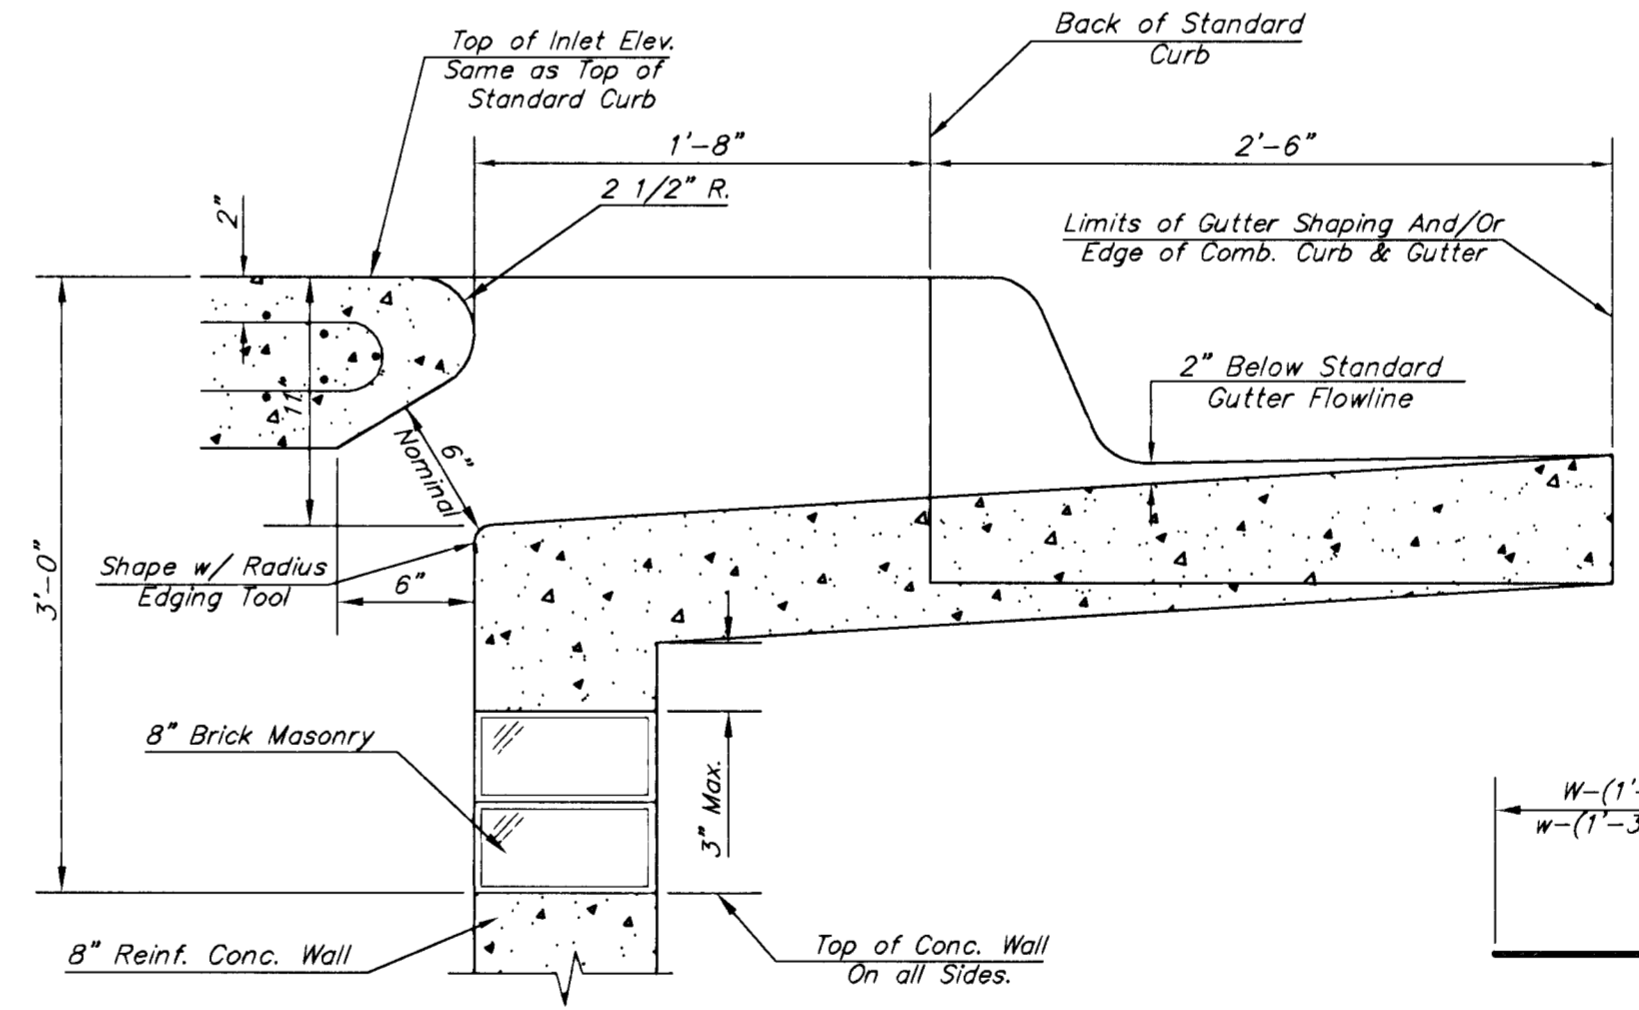 Back of Standard
Curb
Top of Inlet Elev.
Same as Top of
Standard Curb
1'-8"
2'-6"
2 1/2" R.
2"
Limits of Gutter Shaping And/Or
Edge of Comb. Curb & Gutter
2" Below Standard
Gutter Flowline
11"
6"
Nominal
3'-0"
Shape w/ Radius
Edging Tool
6"
8" Brick Masonry
3" Max.
W-(1'-
w-(1'-3
8" Reinf. Conc. Wall
Top of Conc. Wall
On all Sides.